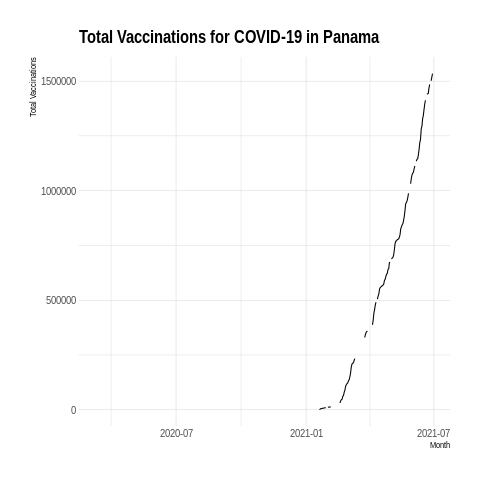 Total Vaccinations for COVID-19 in Panama
Total Vaccinations
1500000
1000000
500000
0
2020-07
2021-01
2021-07
Month